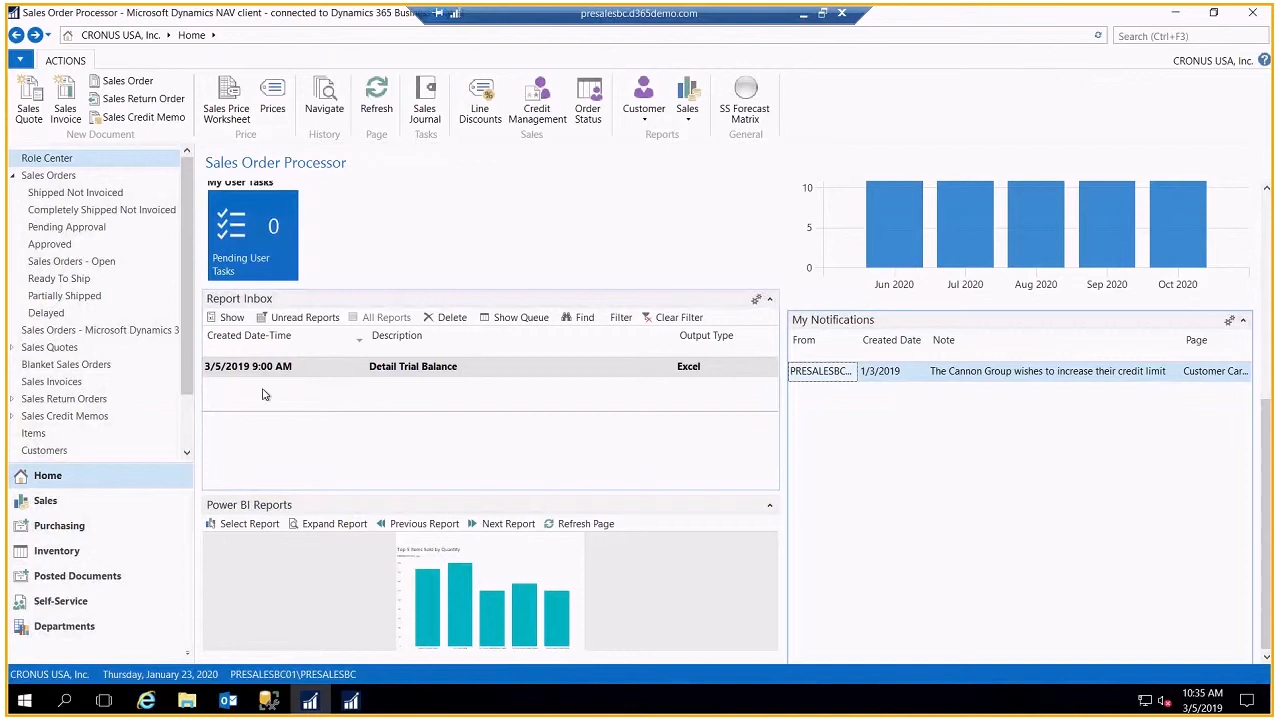 Sales Order Processor - Microsoft Dynamics NAV client - connected to Dynamics 365 Busi
presalesbc.d365demo.com
CRONUS USA, Inc. Home
Search (Ctrl+F3)
ACTIONS
CRONUS USA, Inc.
Sales Quote
Sales Invoice
Sales Order
Sales Return Order
Sales Credit Memo
New Document
Sales Price Worksheet
Prices
Price
Navigate
History
Refresh
Page
Sales Journal
Tasks
Line Discounts
Credit Management
Order Status
Sales
Customer
Sales
Reports
SS Forecast Matrix
General
Role Center
Sales Orders
Shipped Not Invoiced
Completely Shipped Not Invoiced
Pending Approval
Approved
Sales Orders - Open
Ready To Ship
Partially Shipped
Delayed
Sales Orders - Microsoft Dynamics 3
Sales Quotes
Blanket Sales Orders
Sales Invoices
Sales Return Orders
Sales Credit Memos
Items
Customers
Home
Sales
Purchasing
Inventory
Posted Documents
Self-Service
Departments
Sales Order Processor
My User Tasks
0
Pending User
Tasks
Report Inbox
Show Unread Reports All Reports Delete Show Queue Find Filter Clear Filter
Created Date-Time Description Output Type
3/5/2019 9:00 AM Detail Trial Balance Excel
Power BI Reports
Select Report Expand Report Previous Report Next Report Refresh Page
Top 5 Items Sold by Quantity
10
5
0
Jun 2020 Jul 2020 Aug 2020 Sep 2020 Oct 2020
My Notifications
From Created Date Note Page
PRESALESBC... 1/3/2019 The Cannon Group wishes to increase their credit limit Customer Car...
CRONUS USA, Inc. Thursday, January 23, 2020 PRESALESBC01\PRESALESBC
10:35 AM
3/5/2019